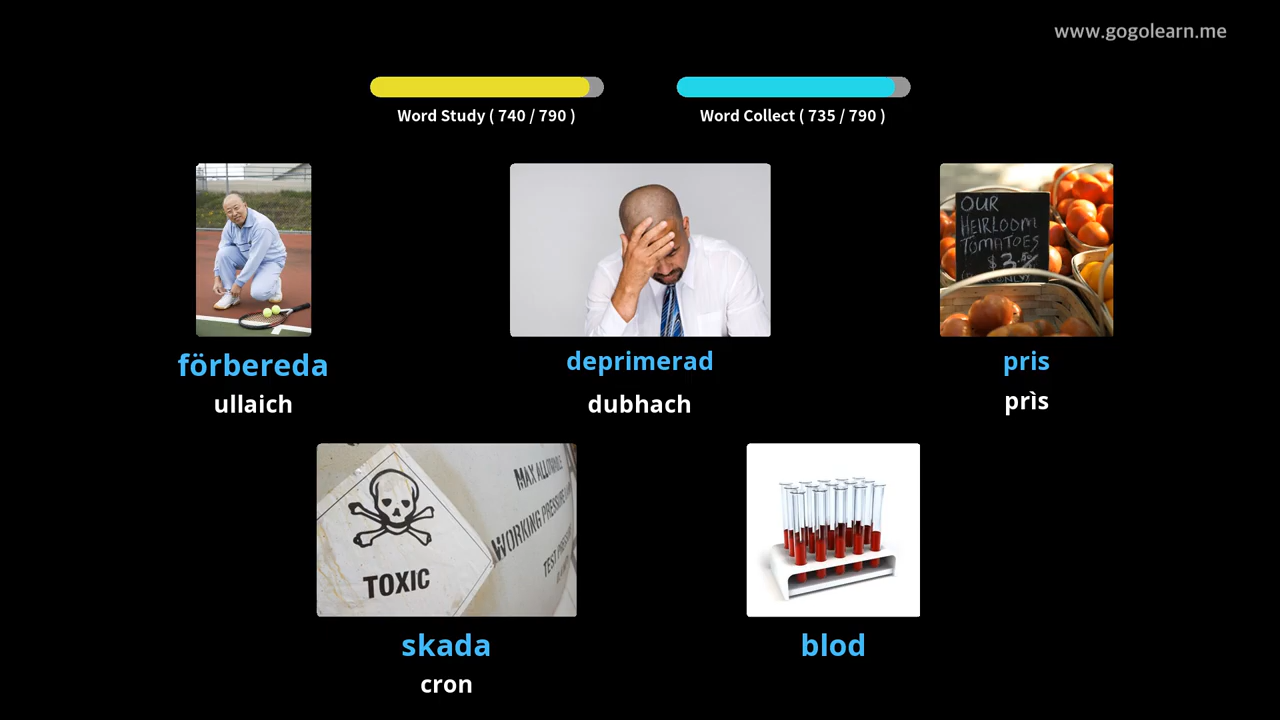 www.gogolearn.me
Word Study ( 740 / 790 )
Word Collect ( 735 / 790 )
OUR
HEIRLOOM
TOMATOES
förbereda
ullaich
deprimerad
dubhach
pris
prìs
MAX ALLOWABLE
WORKING PRESSURE
TEST
TOXIC
skada
cron
blod